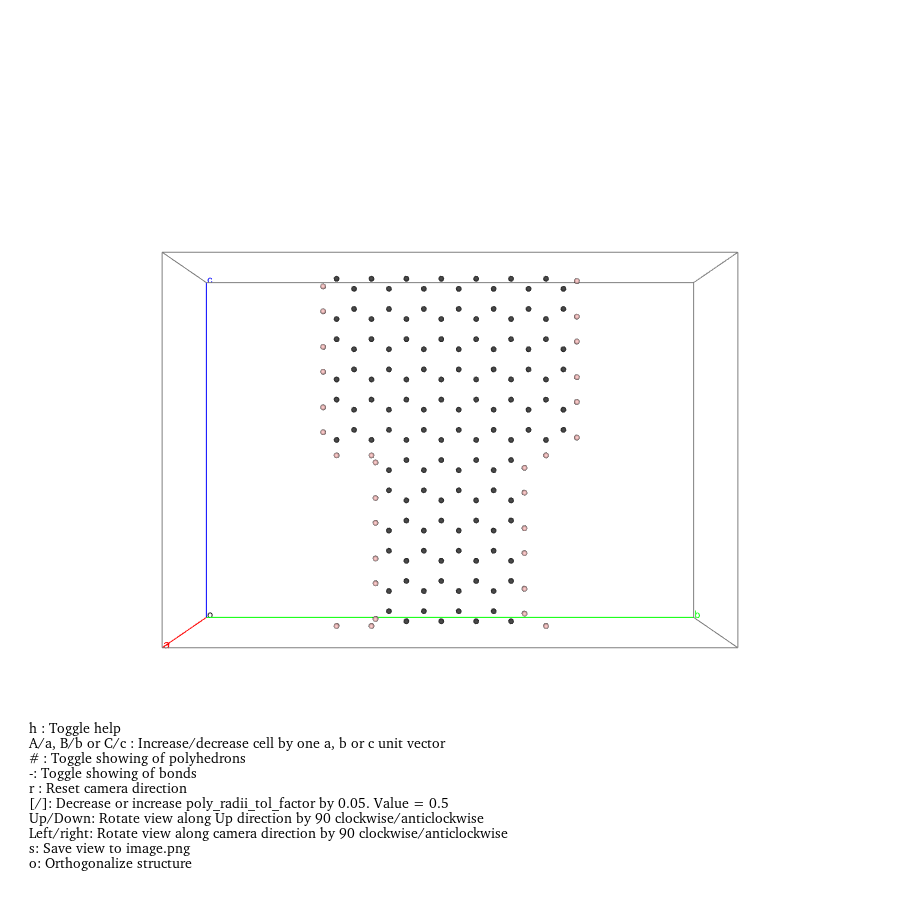 c
o
b
a
h : Toggle help
A/a, B/b or C/c : Increase/decrease cell by one a, b or c unit vector
# : Toggle showing of polyhedrons
-: Toggle showing of bonds
r : Reset camera direction
[/]: Decrease or increase poly_radii_tol_factor by 0.05. Value = 0.5
Up/Down: Rotate view along Up direction by 90 clockwise/anticlockwise
Left/right: Rotate view along camera direction by 90 clockwise/anticlockwise
s: Save view to image.png
o: Orthogonalize structure